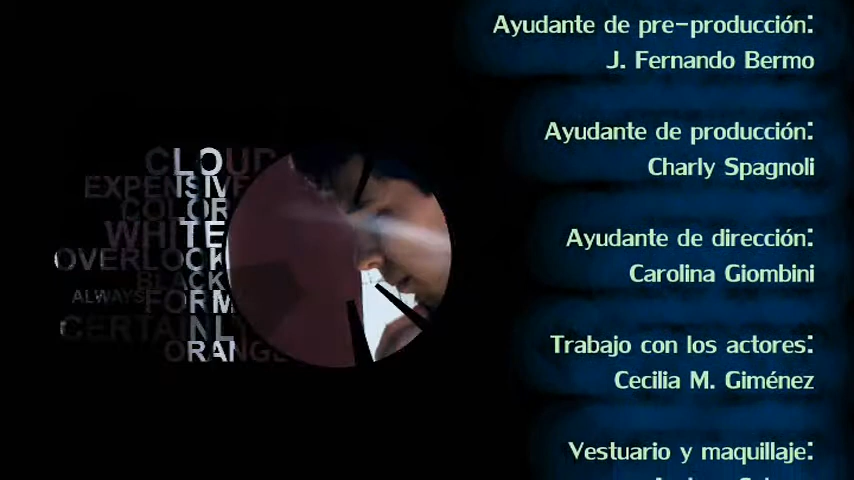 CLOUD
EXPENSIVE
COLOR
WHITE
OVERLOOK
BLACK
ALWAYS
FORM
CERTAINLY
ORANGE
Ayudante de pre-producción:
J. Fernando Bermo
Ayudante de producción:
Charly Spagnoli
Ayudante de dirección:
Carolina Giombini
Trabajo con los actores:
Cecilia M. Giménez
Vestuario y maquillaje: